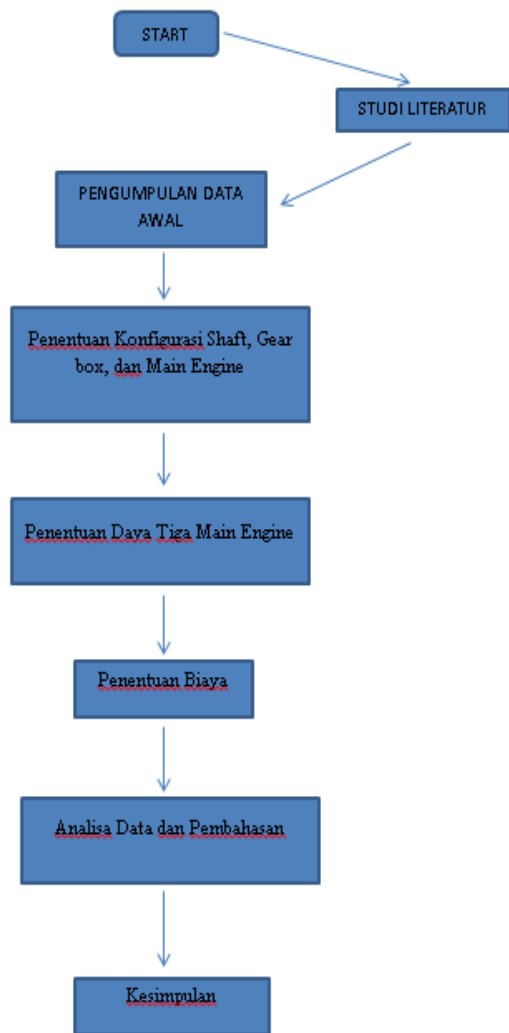 START
STUDI LITERATUR
PENGUMPULAN DATA
AWAL
Penentuan Konfigurasi Shaft, Gear
box, dan Main Engine
Penentuan Daya Tiga Main Engine
Penentuan Biaya
Analisa Data dan Pembahasan
Kesimpulan